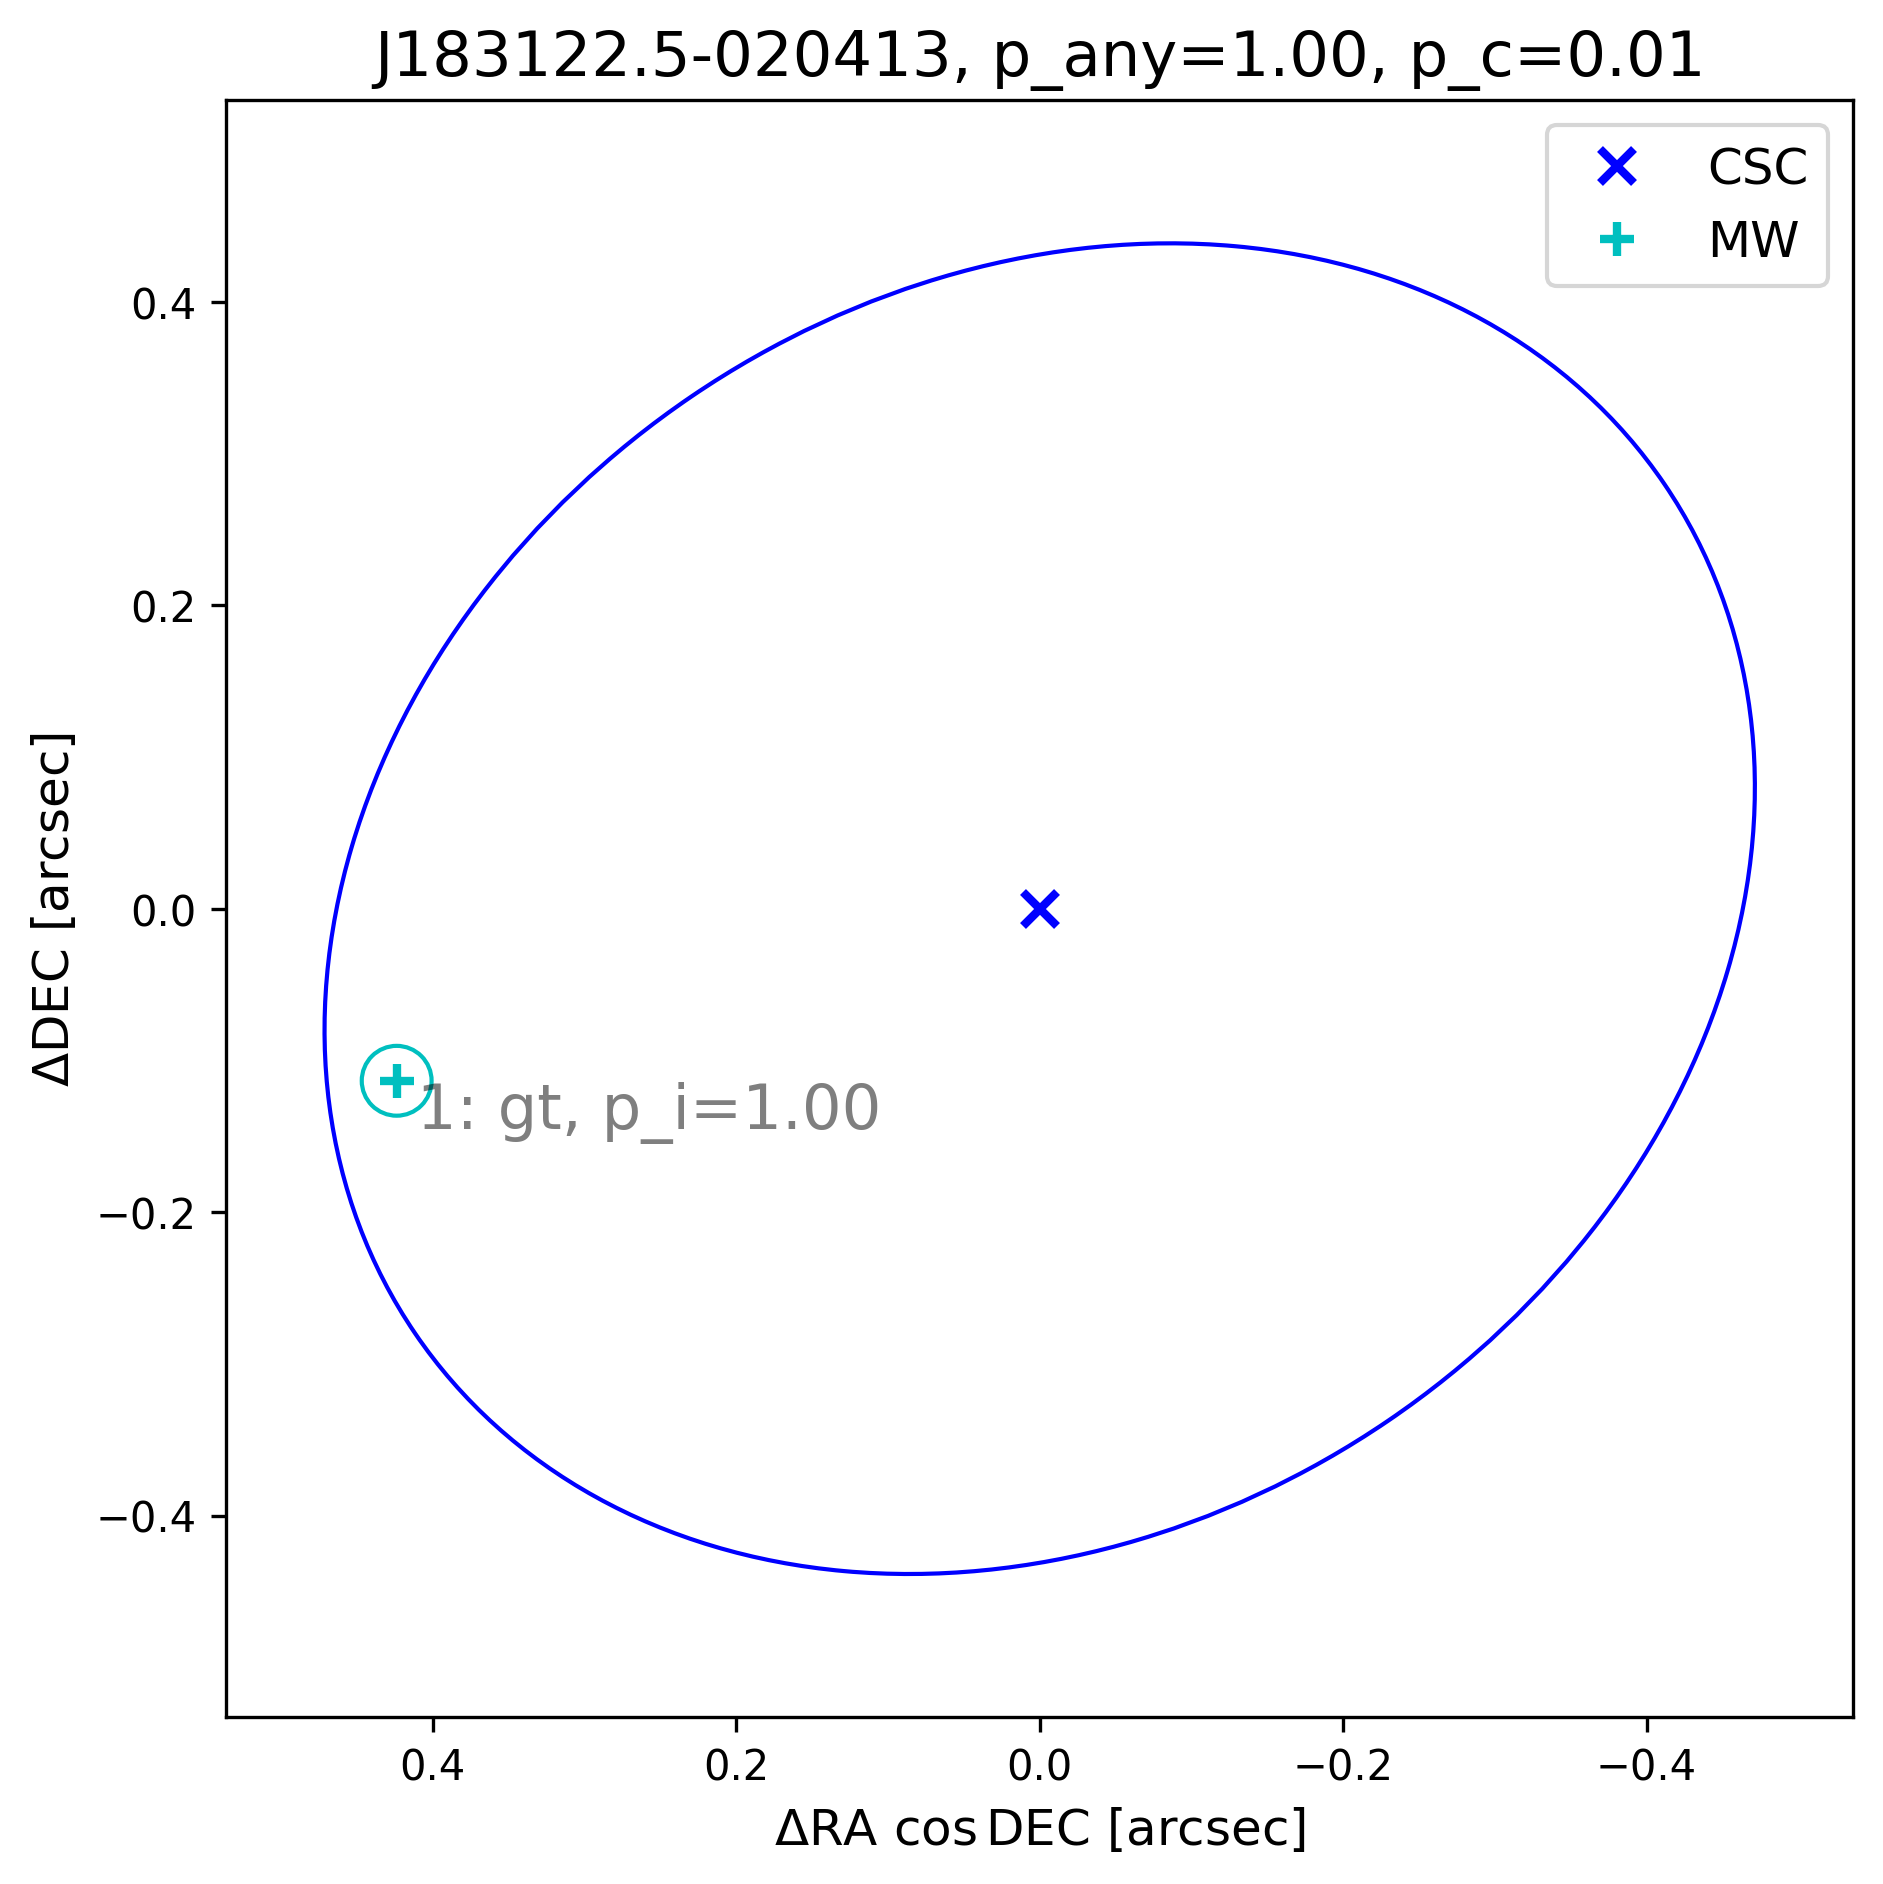 J183122.5-020413, p_any=1.00, p_c=0.01
CSC
MW
0.4
0.2
0.0
−0.2
−0.4
ΔDEC [arcsec]
1: gt, p_i=1.00
0.4 0.2 0.0 −0.2 −0.4
ΔRA cos DEC [arcsec]